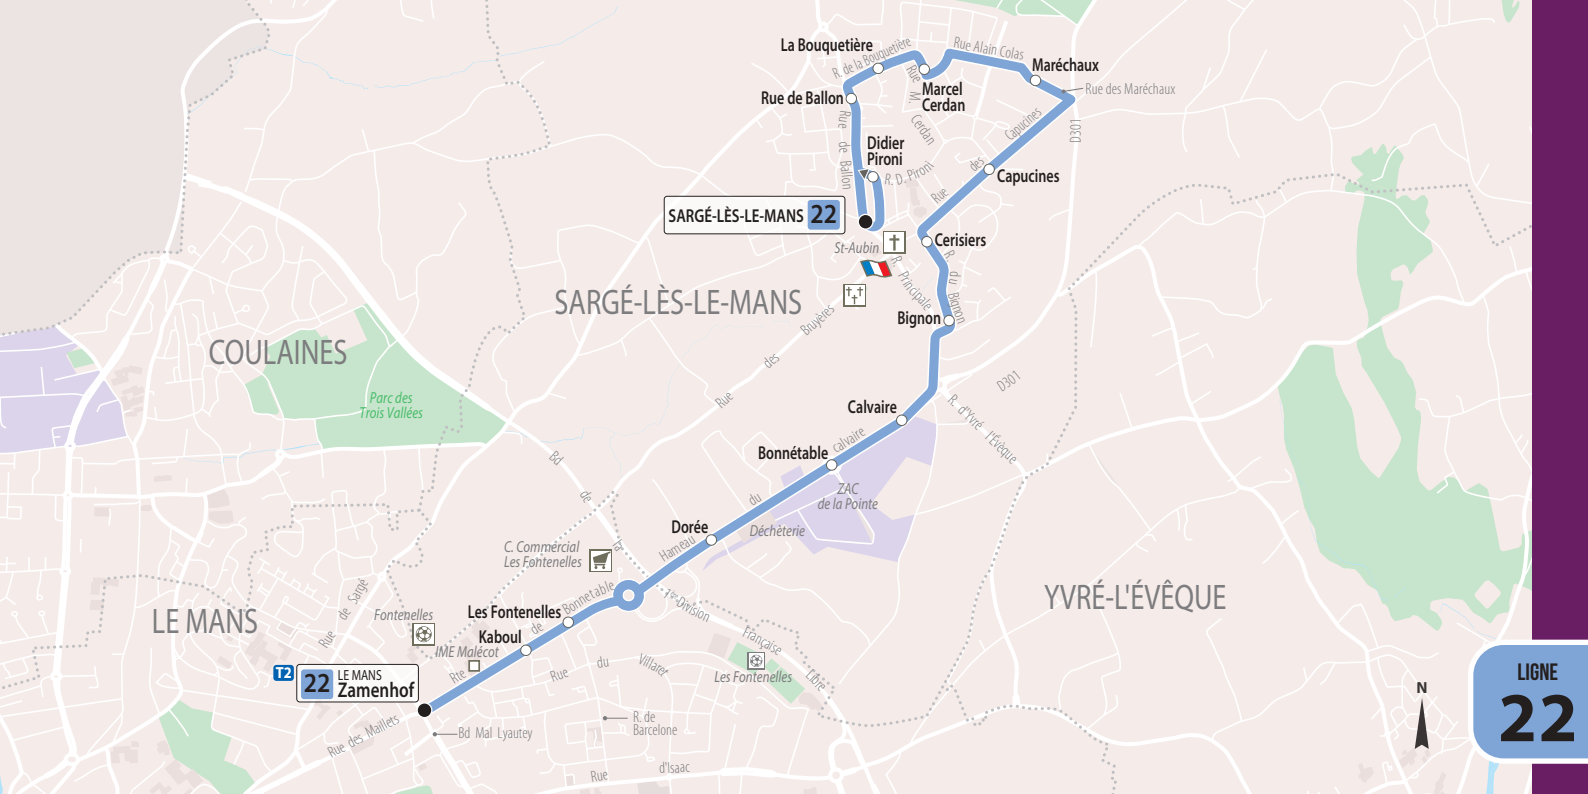 La Bouquetière
R. de la Bouquetière
Rue Alain Colas
Maréchaux
Rue des Maréchaux
Rue de Ballon
Marcel
Cerdan
Rue M. Cerdan
Capucines
D301
Rue de Ballon
Didier
Pironi
R. D. Pironi
Rue des Capucines
SARGÉ-LÈS-LE-MANS 22
St-Aubin
Cerisiers
R. Principale
R. du Bignon
SARGÉ-LÈS-LE-MANS
Bignon
Rue des Bruyères
COULAINES
D301
Parc des
Trois Vallées
Calvaire
R. d'Yvré l'Évèque
Bonnétable
Hameau du calvaire
ZAC
de la Pointe
Bd de la 1re Division Française Libre
Dorée
Déchèterie
C. Commercial
Les Fontenelles
YVRÉ-L'ÉVÊQUE
LE MANS
Rue de Sargé
Fontenelles
Les Fontenelles
Rte de Bonnetable
Kaboul
IME Malécot
Rue du Villaret
Les Fontenelles
T2
22 LE MANS
Zamenhof
Rue des Maillets
Bd Mal Lyautey
R. de
Barcelone
Rue d'Isaac
N
LIGNE
22